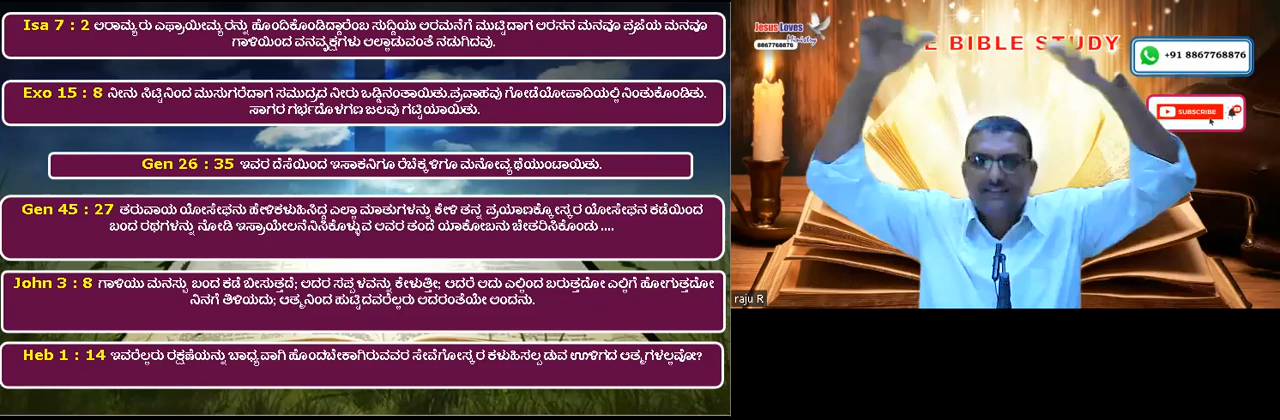 Isa 7 : 2 ಅರಾಮ್ಯರು ಎಫ್ರಾಯೀಮ್ಯರನ್ನು ಹೊಂದಿಕೊಂಡಿದ್ದಾರೆಂಬ ಸುದ್ದಿಯು ಅರಮನೆಗೆ ಮುಟ್ಟಿದಾಗ ಅರಸನ ಮನವೂ ಪ್ರಜೆಯ ಮನವೂ
ಗಾಳಿಯಿಂದ ವನವೃಕ್ಷಗಳು ಅಲ್ಲಾಡುವಂತೆ ನಡುಗಿದವು.
Exo 15 : 8 ನೀನು ಸಿಟ್ಟಿನಿಂದ ಮುಸುಗರೆದಾಗ ಸಮುದ್ರದ ನೀರು ಒಡ್ಡಿನಂತಾಯಿತು.ಪ್ರವಾಹವು ಗೋಡೆಯೋಪಾದಿಯಲ್ಲಿ ನಿಂತುಕೊಂಡಿತು.
ಸಾಗರ ಗರ್ಭದೊಳಗಣ ಜಲವು ಗಟ್ಟಿಯಾಯಿತು.
Gen 26 : 35 ಇವರ ದೆಸೆಯಿಂದ ಇಸಾಕನಿಗೂ ರೆಬೆಕ್ಕಳಿಗೂ ಮನೋವ್ಯಥೆಯುಂಟಾಯಿತು.
Gen 45 : 27 ತರುವಾಯ ಯೋಸೇಫನು ಹೇಳಿಕಳುಹಿಸಿದ್ದ ಎಲ್ಲಾ ಮಾತುಗಳನ್ನು ಕೇಳಿ ತನ್ನ ಪ್ರಯಾಣಕ್ಕೋಸ್ಕರ ಯೋಸೇಫನ ಕಡೆಯಿಂದ
ಬಂದ ರಥಗಳನ್ನು ನೋಡಿ ಇಸ್ರಾಯೇಲನೆನಿಸಿಕೊಳ್ಳುವ ಅವರ ತಂದೆ ಯಾಕೋಬನು ಚೇತರಿಸಿಕೊಂಡು ....
John 3 : 8 ಗಾಳಿಯು ಮನಸ್ಸು ಬಂದ ಕಡೆ ಬೀಸುತ್ತದೆ; ಅದರ ಸಪ್ಪಳವನ್ನು ಕೇಳುತ್ತೀ; ಆದರೆ ಅದು ಎಲ್ಲಿಂದ ಬರುತ್ತದೋ ಎಲ್ಲಿಗೆ ಹೋಗುತ್ತದೋ
ನಿನಗೆ ತಿಳಿಯದು; ಆತ್ಮನಿಂದ ಹುಟ್ಟಿದವರೆಲ್ಲರು ಅದರಂತೆಯೇ ಅಂದನು.
Heb 1 : 14 ಇವರೆಲ್ಲರು ರಕ್ಷಣೆಯನ್ನು ಬಾಧ್ಯವಾಗಿ ಹೊಂದಬೇಕಾಗಿರುವವರ ಸೇವೆಗೋಸ್ಕರ ಕಳುಹಿಸಲ್ಪಡುವ ಊಳಿಗದ ಆತ್ಮಗಳಲ್ಲವೋ?
Jesus Loves
Ministry
8867768876
E BIBLE STUDY
+91 8867768876
SUBSCRIBE
raju R